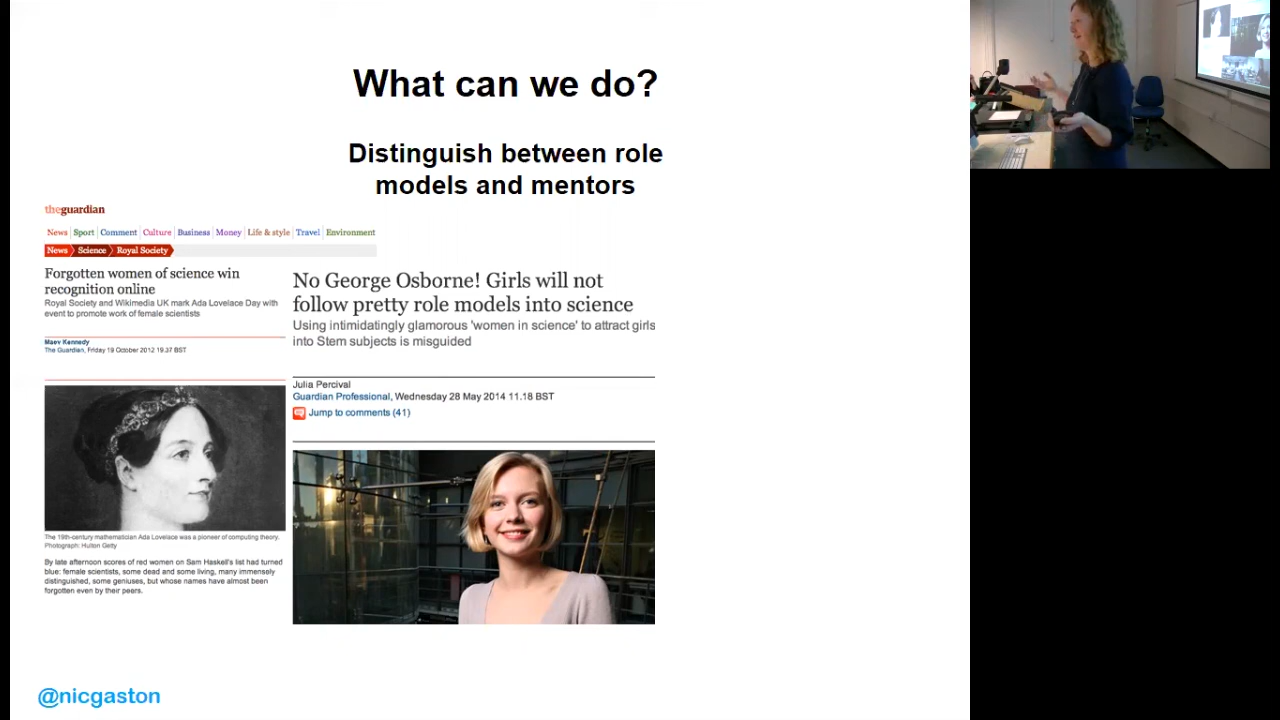 What can we do?
Distinguish between role
models and mentors
theguardian
News Sport Comment Culture Business Money Life & style Travel Environment
News Science Royal Society
Forgotten women of science win
recognition online
Royal Society and Wikimedia UK mark Ada Lovelace Day with
event to promote work of female scientists
Maev Kennedy
The Guardian, Friday 19 October 2012 19.37 BST
The 19th-century mathematician Ada Lovelace was a pioneer of computing theory.
Photograph: Hulton Getty
By late afternoon scores of red women on Sam Haskell's list had turned
blue: female scientists, some dead and some living, many immensely
distinguished, some geniuses, but whose names have almost been
forgotten even by their peers.
No George Osborne! Girls will not
follow pretty role models into science
Using intimidatingly glamorous 'women in science' to attract girls
into Stem subjects is misguided
Julia Percival
Guardian Professional, Wednesday 28 May 2014 11.18 BST
Jump to comments (41)
@nicgaston